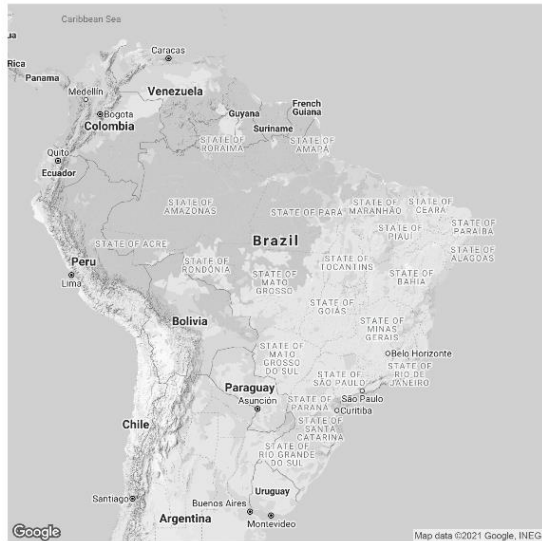 Caribbean Sea
ua
Rica
Panama
Caracas
Medellín
Venezuela
Bogota
Colombia
Guyana
French
Guiana
Suriname
STATE OF
RORAIMA
STATE OF
AMAPÁ
Quito
Ecuador
STATE OF
AMAZONAS
STATE OF PARÁ
STATE OF
MARANHÃO
STATE OF
CEARÁ
STATE OF
PIAUÍ
STATE OF
PARAÍBA
STATE OF
ALAGOAS
STATE OF ACRE
Brazil
STATE OF
RONDÔNIA
STATE OF
MATO
GROSSO
STATE OF
TOCANTINS
STATE OF
BAHIA
Peru
Lima
STATE OF
GOIÁS
Bolivia
STATE OF
MINAS
GERAIS
STATE OF
MATO
GROSSO
DO SUL
Belo Horizonte
STATE OF
RIO DE
JANEIRO
STATE OF
SÃO PAULO
São Paulo
Paraguay
Asunción
STATE OF
PARANÁ
Curitiba
STATE OF
SANTA
CATARINA
Chile
STATE OF
RIO GRANDE
DO SUL
Santiago
Uruguay
Buenos Aires
Montevideo
Argentina
Google
Map data ©2021 Google, INEG